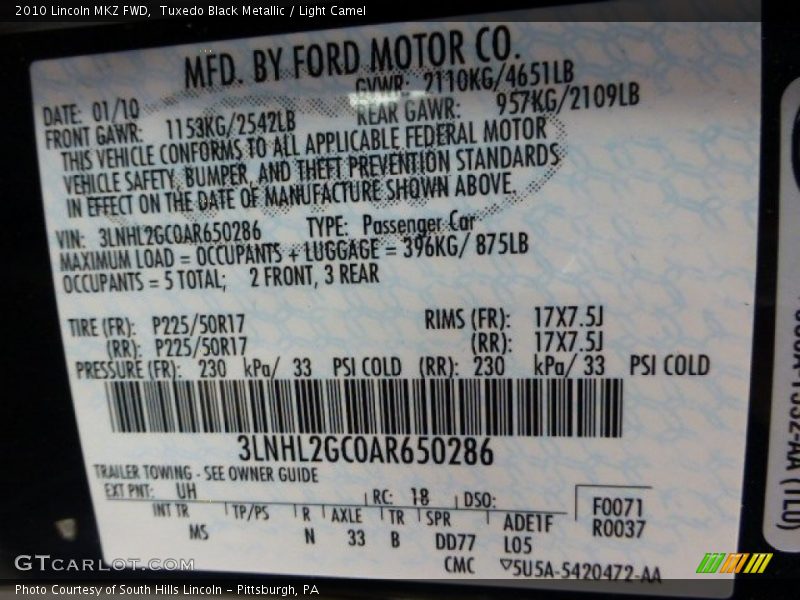 2010 Lincoln MKZ FWD, Tuxedo Black Metallic / Light Camel
MFD. BY FORD MOTOR CO.
DATE: 01/10 GVWR: 2110KG/4651LB
FRONT GAWR: 1153KG/2542LB REAR GAWR: 957KG/2109LB
THIS VEHICLE CONFORMS TO ALL APPLICABLE FEDERAL MOTOR
VEHICLE SAFETY, BUMPER, AND THEFT PREVENTION STANDARDS
IN EFFECT ON THE DATE OF MANUFACTURE SHOWN ABOVE.
VIN: 3LNHL2GC0AR650286 TYPE: Passenger Car
MAXIMUM LOAD = OCCUPANTS + LUGGAGE = 396KG/ 875LB
OCCUPANTS = 5 TOTAL; 2 FRONT, 3 REAR
TIRE (FR): P225/50R17 RIMS (FR): 17X7.5J
(RR): P225/50R17 (RR): 17X7.5J
PRESSURE (FR): 230 kPa/ 33 PSI COLD (RR): 230 kPa/ 33 PSI COLD
3LNHL2GC0AR650286
TRAILER TOWING - SEE OWNER GUIDE
EXT PNT: UH RC: 18 DSO: F0071
INT TR TP/PS R AXLE TR SPR ADE1F R0037
MS N 33 B DD77 L05
CMC ▽5U5A-5420472-AA
GTCARLOT.COM
Photo Courtesy of South Hills Lincoln - Pittsburgh, PA